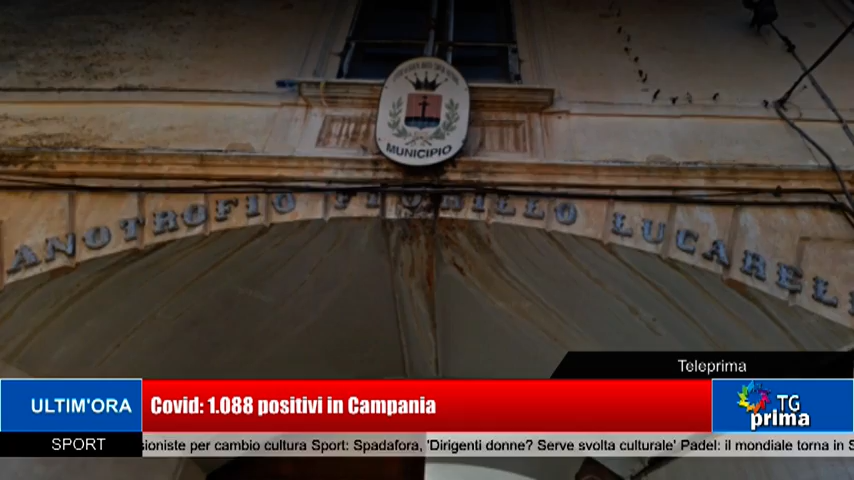 MUNICIPIO
ANOTROFIO FIORILLO LUCARELL
Teleprima
ULTIM'ORA
Covid: 1.088 positivi in Campania
TG
prima
SPORT
sioniste per cambio cultura Sport: Spadafora, 'Dirigenti donne? Serve svolta culturale' Padel: il mondiale torna in S